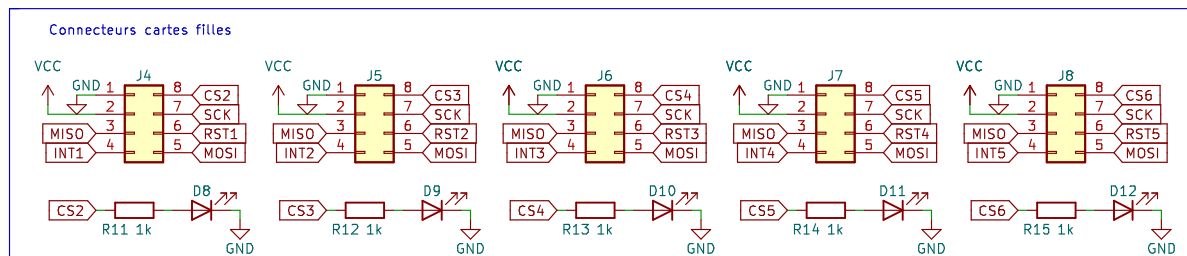 Connecteurs cartes filles
VCC GND 1 J4 8 CS2
2 7 SCK
MISO 3 6 RST1
INT1 4 5 MOSI
VCC GND 1 J5 8 CS3
2 7 SCK
MISO 3 6 RST2
INT2 4 5 MOSI
VCC GND 1 J6 8 CS4
2 7 SCK
MISO 3 6 RST3
INT3 4 5 MOSI
VCC GND 1 J7 8 CS5
2 7 SCK
MISO 3 6 RST4
INT4 4 5 MOSI
VCC GND 1 J8 8 CS6
2 7 SCK
MISO 3 6 RST5
INT5 4 5 MOSI
CS2 D8
R11 1k GND
CS3 D9
R12 1k GND
CS4 D10
R13 1k GND
CS5 D11
R14 1k GND
CS6 D12
R15 1k GND